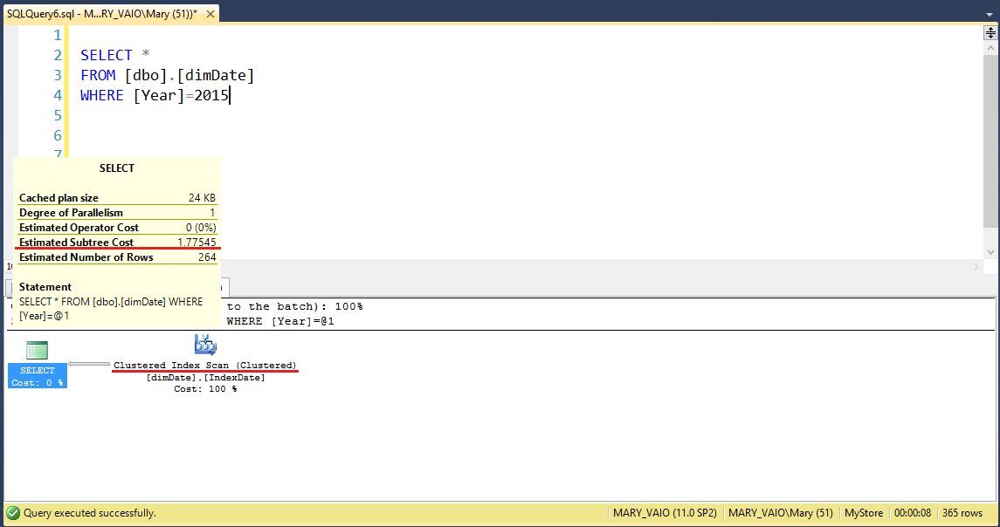 SQLQuery6.sql - M...RY_VAIO\Mary (51))*
1
2 SELECT *
3 FROM [dbo].[dimDate]
4 WHERE [Year]=2015
5
6
7
SELECT
Cached plan size 24 KB
Degree of Parallelism 1
Estimated Operator Cost 0 (0%)
Estimated Subtree Cost 1,77545
Estimated Number of Rows 264
Statement
SELECT * FROM [dbo].[dimDate] WHERE
[Year]=@1
to the batch): 100%
WHERE [Year]=@1
SELECT
Cost: 0 %
Clustered Index Scan (Clustered)
[dimDate].[IndexDate]
Cost: 100 %
Query executed successfully. MARY_VAIO (11.0 SP2) MARY_VAIO\Mary (51) MyStore 00:00:08 365 rows